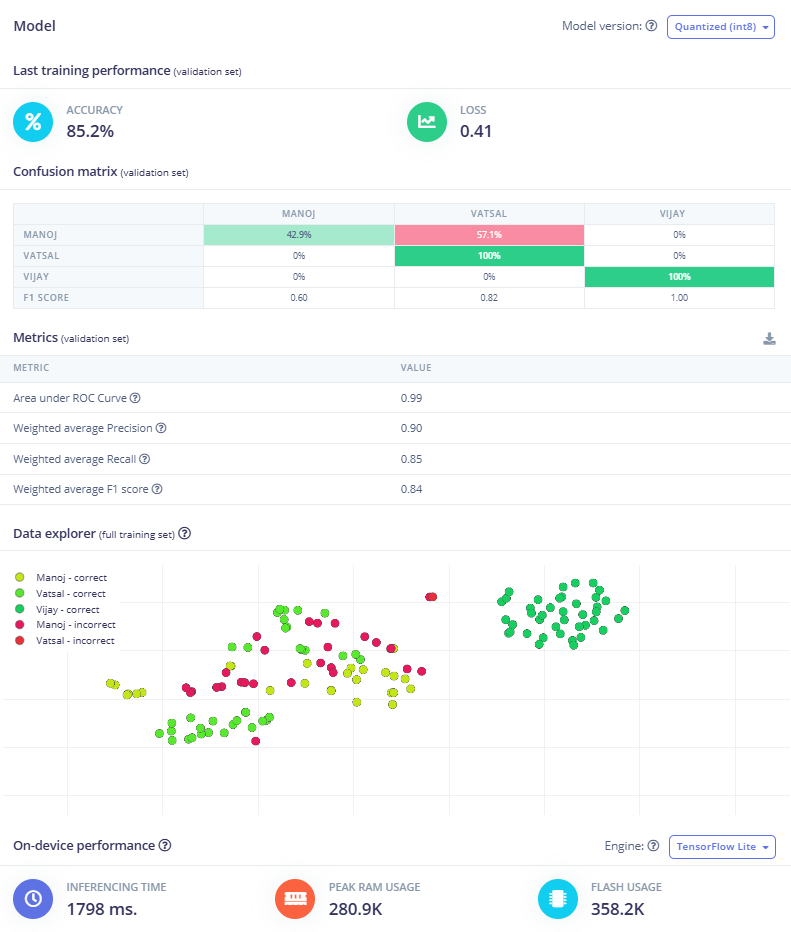 Model
Model version: Quantized (int8)
Last training performance (validation set)
ACCURACY
85.2%
LOSS
0.41
Confusion matrix (validation set)
MANOJ VATSAL VIJAY
MANOJ 42.9% 57.1% 0%
VATSAL 0% 100% 0%
VIJAY 0% 0% 100%
F1 SCORE 0.60 0.82 1.00
Metrics (validation set)
METRIC VALUE
Area under ROC Curve 0.99
Weighted average Precision 0.90
Weighted average Recall 0.85
Weighted average F1 score 0.84
Data explorer (full training set)
Manoj - correct
Vatsal - correct
Vijay - correct
Manoj - incorrect
Vatsal - incorrect
On-device performance
Engine: TensorFlow Lite
INFERENCING TIME
1798 ms.
PEAK RAM USAGE
280.9K
FLASH USAGE
358.2K